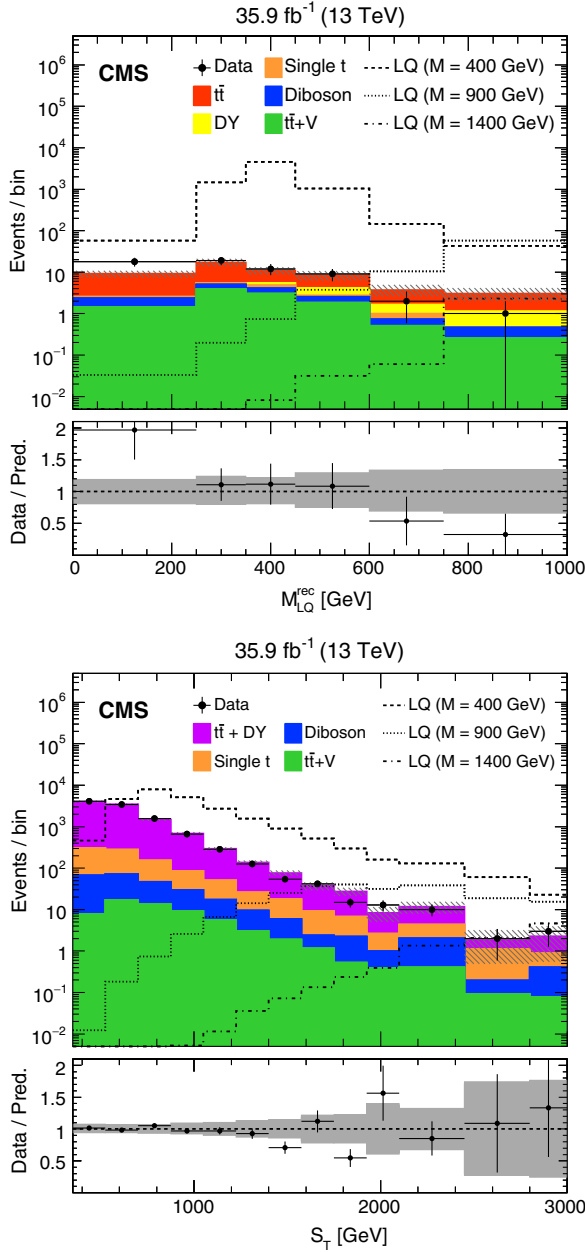 35.9 fb⁻¹ (13 TeV)
10⁶
10⁵
10⁴
10³
10²
10
1
10⁻¹
10⁻²
Events / bin
CMS
Data
tt̄
DY
Single t
Diboson
tt̄+V
LQ (M = 400 GeV)
LQ (M = 900 GeV)
LQ (M = 1400 GeV)
Data / Pred.
2
1.5
1
0.5
0 200 400 600 800 1000
M_LQ^rec [GeV]
35.9 fb⁻¹ (13 TeV)
10⁶
10⁵
10⁴
10³
10²
10
1
10⁻¹
10⁻²
Events / bin
CMS
Data
tt̄ + DY
Single t
Diboson
tt̄+V
LQ (M = 400 GeV)
LQ (M = 900 GeV)
LQ (M = 1400 GeV)
Data / Pred.
2
1.5
1
0.5
1000 2000 3000
S_T [GeV]